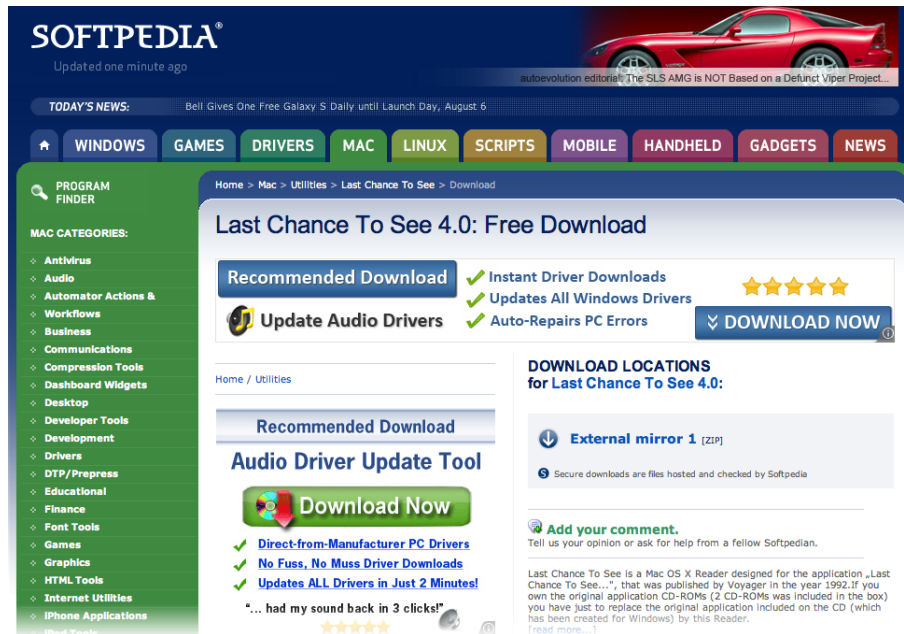 SOFTPEDIA®
Updated one minute ago
autoevolution editorial: The SLS AMG is NOT Based on a Defunct Viper Project...
TODAY'S NEWS:
Bell Gives One Free Galaxy S Daily until Launch Day, August 6
WINDOWS
GAMES
DRIVERS
MAC
LINUX
SCRIPTS
MOBILE
HANDHELD
GADGETS
NEWS
PROGRAM
FINDER
MAC CATEGORIES:
Antivirus
Audio
Automator Actions &
Workflows
Business
Communications
Compression Tools
Dashboard Widgets
Desktop
Developer Tools
Development
Drivers
DTP/Prepress
Educational
Finance
Font Tools
Games
Graphics
HTML Tools
Internet Utilities
iPhone Applications
iPod Tools
Home > Mac > Utilities > Last Chance To See > Download
Last Chance To See 4.0: Free Download
Recommended Download
Update Audio Drivers
Instant Driver Downloads
Updates All Windows Drivers
Auto-Repairs PC Errors
DOWNLOAD NOW
Home / Utilities
Recommended Download
Audio Driver Update Tool
Download Now
Direct-from-Manufacturer PC Drivers
No Fuss, No Muss Driver Downloads
Updates ALL Drivers in Just 2 Minutes!
"... had my sound back in 3 clicks!"
DOWNLOAD LOCATIONS
for Last Chance To See 4.0:
External mirror 1 [ZIP]
Secure downloads are files hosted and checked by Softpedia
Add your comment.
Tell us your opinion or ask for help from a fellow Softpedian.
Last Chance To See is a Mac OS X Reader designed for the application „Last
Chance To See...", that was published by Voyager in the year 1992.If you
own the original application CD-ROMs (2 CD-ROMs was included in the box)
you have just to replace the original application included on the CD (which
has been created for Windows) by this Reader.
[read more...]